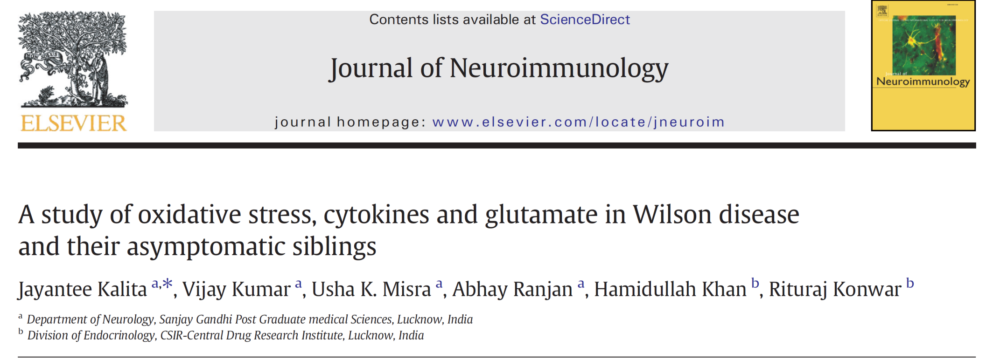 NON SOLUS
ELSEVIER
Contents lists available at ScienceDirect
Journal of Neuroimmunology
journal homepage: www.elsevier.com/locate/jneuroim
Journal of
Neuroimmunology
A study of oxidative stress, cytokines and glutamate in Wilson disease
and their asymptomatic siblings
Jayantee Kalita a,*, Vijay Kumar a, Usha K. Misra a, Abhay Ranjan a, Hamidullah Khan b, Rituraj Konwar b
a Department of Neurology, Sanjay Gandhi Post Graduate medical Sciences, Lucknow, India
b Division of Endocrinology, CSIR-Central Drug Research Institute, Lucknow, India